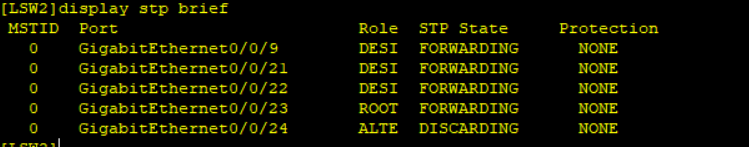 [LSW2]display stp brief
MSTID Port Role STP State Protection
0 GigabitEthernet0/0/9 DESI FORWARDING NONE
0 GigabitEthernet0/0/21 DESI FORWARDING NONE
0 GigabitEthernet0/0/22 DESI FORWARDING NONE
0 GigabitEthernet0/0/23 ROOT FORWARDING NONE
0 GigabitEthernet0/0/24 ALTE DISCARDING NONE
[LSW2]